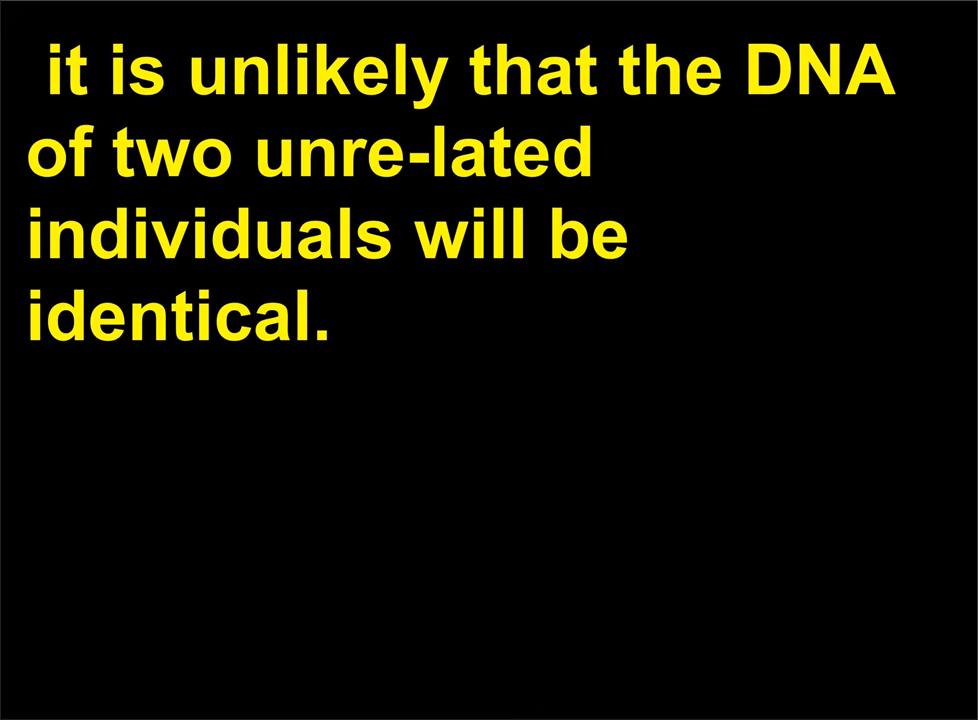 it is unlikely that the DNA
of two unre-lated
individuals will be
identical.